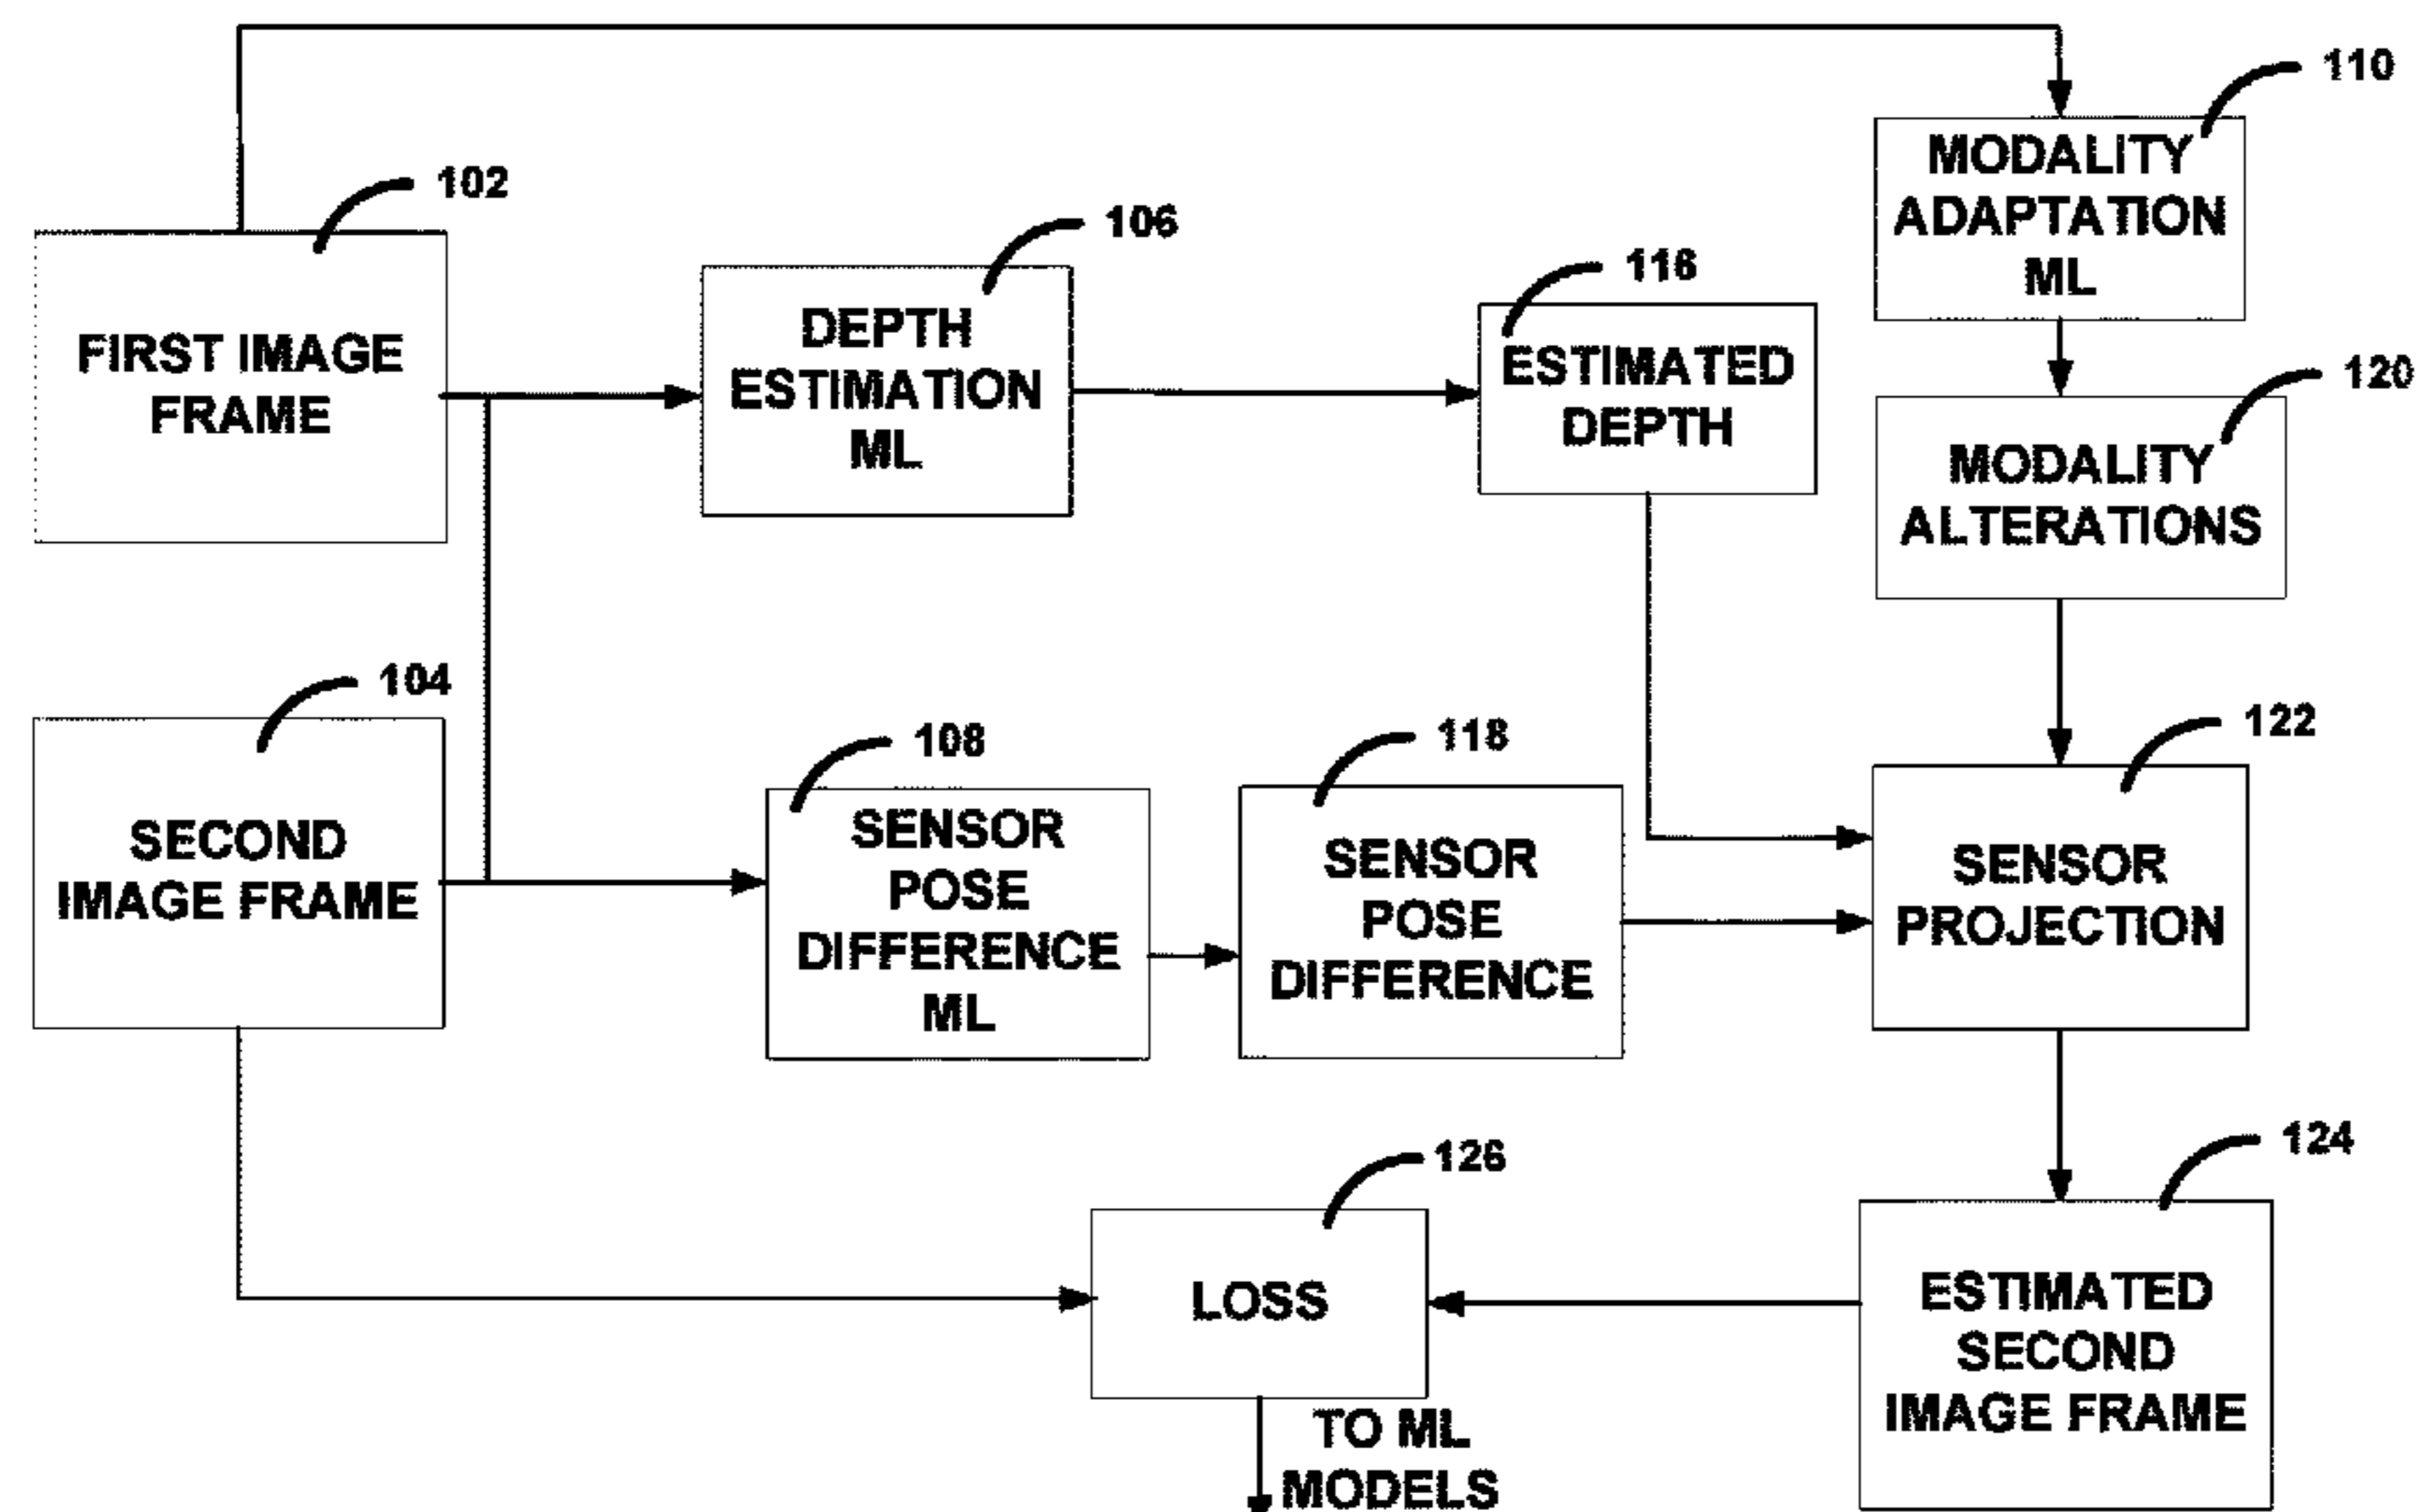 110
MODALITY
ADAPTATION
ML
102
FIRST IMAGE
FRAME
106
DEPTH
ESTIMATION
ML
116
ESTIMATED
DEPTH
120
MODALITY
ALTERATIONS
104
SECOND
IMAGE FRAME
108
SENSOR
POSE
DIFFERENCE
ML
118
SENSOR
POSE
DIFFERENCE
122
SENSOR
PROJECTION
126
LOSS
TO ML
MODELS
124
ESTIMATED
SECOND
IMAGE FRAME